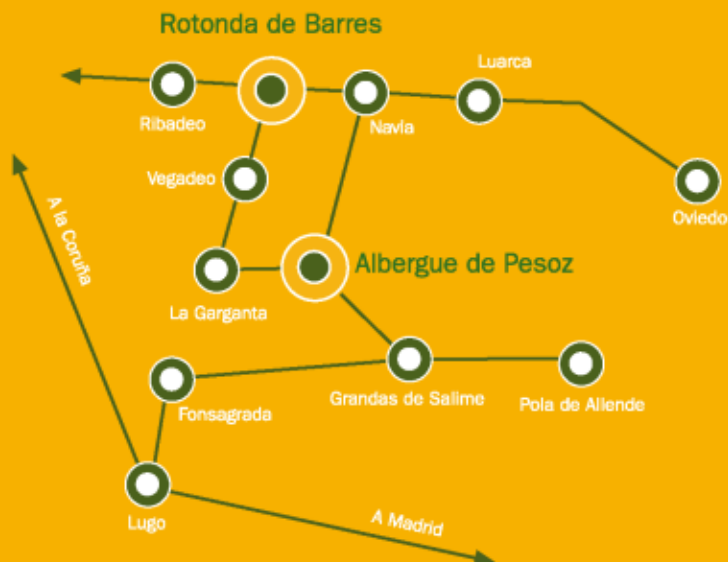 Rotonda de Barres
Luarca
Ribadeo
Navia
Vegadeo
Oviedo
A la Coruña
Albergue de Pesoz
La Garganta
Grandas de Salime
Pola de Allende
Fonsagrada
Lugo
A Madrid